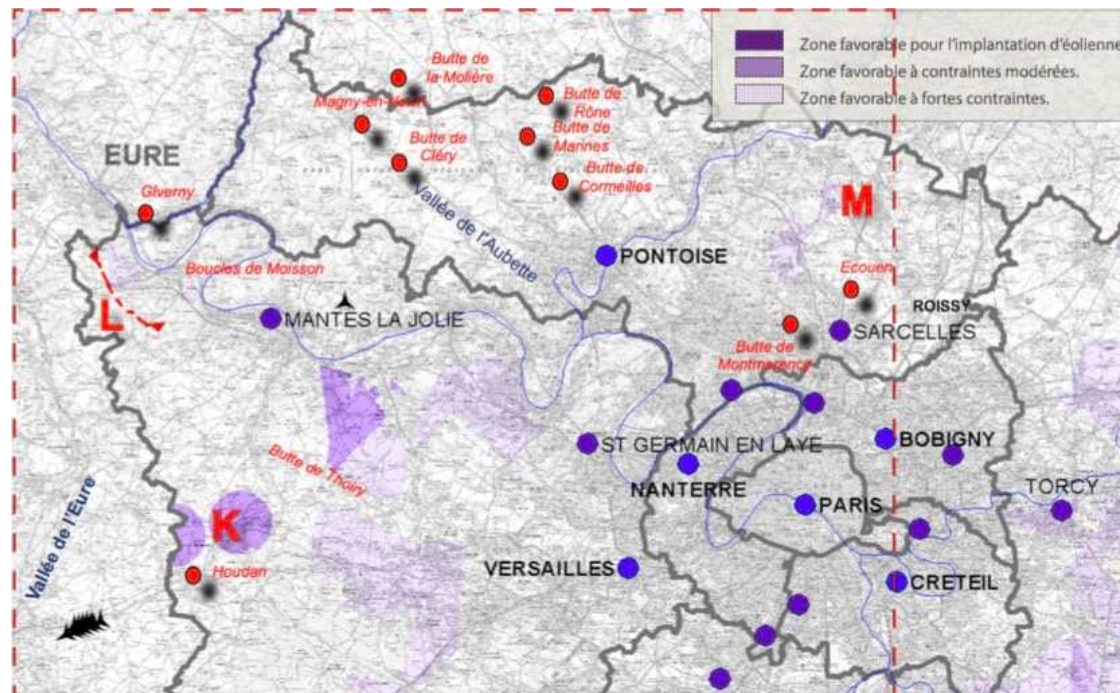 Zone favorable pour l'implantation d'éolienne
Zone favorable à contraintes modérées.
Zone favorable à fortes contraintes.
Butte de
la Molière
Butte de
Rône
Butte de
Marines
Butte de
Cléry
Butte de
Cormeilles
EURE
Vallée de l'Aubette
M
Giverny
PONTOISE
Boucles de Moisson
Ecouen
L
MANTES LA JOLIE
ROISSY
SARCELLES
Butte de
Montmorency
ST GERMAIN EN LAYE
BOBIGNY
Butte de Thoiry
NANTERRE
TORCY
PARIS
K
Vallée de l'Eure
Houdan
VERSAILLES
CRETEIL